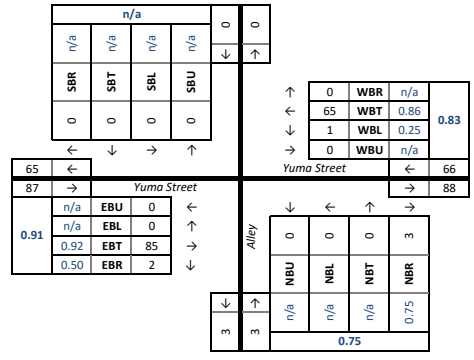 n/a
0 0
n/a n/a n/a n/a
↓ ↑
SBR SBT SBL SBU
0 0 0 0
← ↓ → ↑
↑ 0 WBR n/a
← 65 WBT 0.86
↓ 1 WBL 0.25
→ 0 WBU n/a
0.83
65 ←
Yuma Street
← 66
87 →
Yuma Street
→ 88
0.91
n/a EBU 0 ←
n/a EBL 0 ↑
0.92 EBT 85 →
0.50 EBR 2 ↓
Alley
↓ ← ↑ →
0 0 0 3
NBU NBL NBT NBR
n/a n/a n/a 0.75
↓ ↑
3 3
0.75